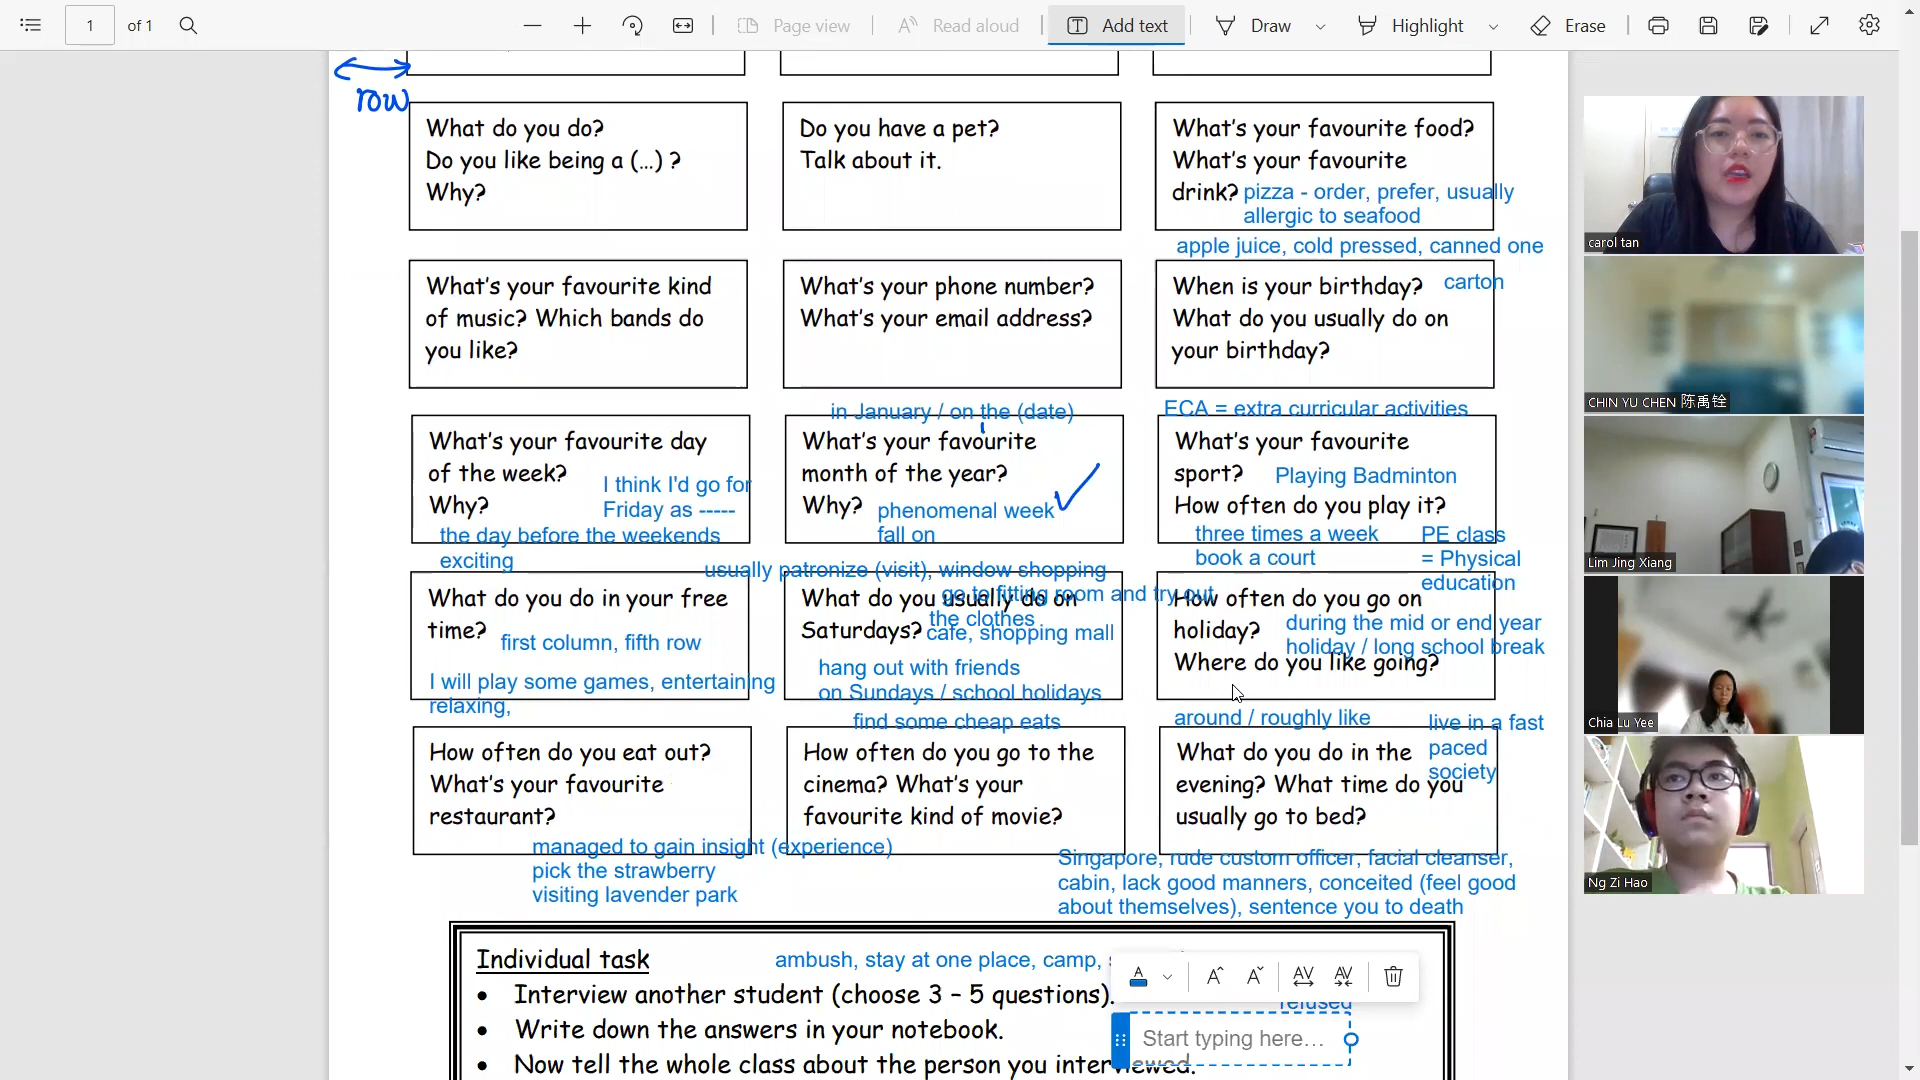 1 of 1 Page view Read aloud Add text Draw Highlight Erase
row
What do you do?
Do you like being a (...) ?
Why?
Do you have a pet?
Talk about it.
What's your favourite food?
What's your favourite
drink? pizza - order, prefer, usually
allergic to seafood
apple juice, cold pressed, canned one
carton
What's your favourite kind
of music? Which bands do
you like?
What's your phone number?
What's your email address?
When is your birthday?
What do you usually do on
your birthday?
What's your favourite day
of the week?
Why?
I think I'd go for
Friday as -----
the day before the weekends
exciting
in January / on the (date)
What's your favourite
month of the year?
Why?
phenomenal week
fall on
ECA = extra curricular activities
What's your favourite
sport? Playing Badminton
How often do you play it?
three times a week
book a court
PE class
= Physical
education
What do you do in your free
time? first column, fifth row
I will play some games, entertaining
relaxing,
usually patronize (visit), window shopping
go to fitting room and try out
the clothes
What do you usually do on
Saturdays? cafe, shopping mall
hang out with friends
on Sundays / school holidays
find some cheap eats
How often do you go on
holiday?
during the mid or end year
holiday / long school break
Where do you like going?
around / roughly like
live in a fast
paced
society
How often do you eat out?
What's your favourite
restaurant?
managed to gain insight (experience)
pick the strawberry
visiting lavender park
How often do you go to the
cinema? What's your
favourite kind of movie?
What do you do in the
evening? What time do you
usually go to bed?
Singapore, rude custom officer, facial cleanser,
cabin, lack good manners, conceited (feel good
about themselves), sentence you to death
Individual task
ambush, stay at one place, camp,
• Interview another student (choose 3 – 5 questions).
refused
• Write down the answers in your notebook.
Start typing here...
• Now tell the whole class about the person you interviewed.
carol tan
CHIN YU CHEN 陈禹铨
Lim Jing Xiang
Chia Lu Yee
Ng Zi Hao